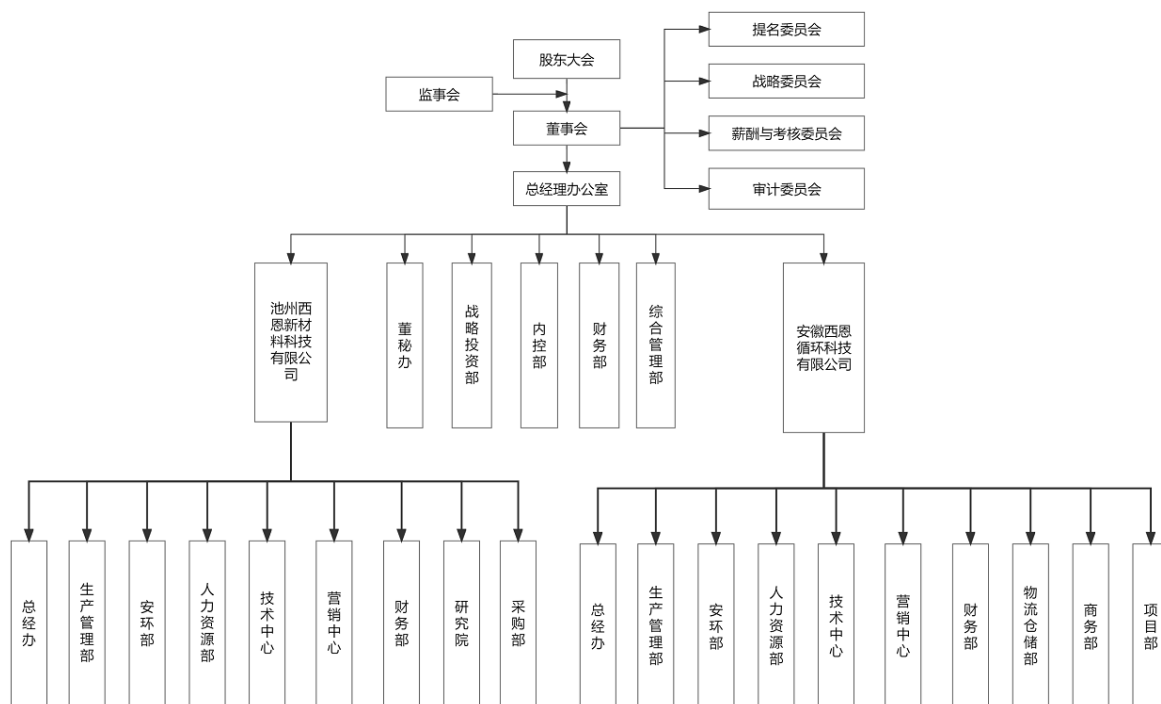 提名委员会
股东大会
战略委员会
监事会
董事会
薪酬与考核委员会
总经理办公室
审计委员会
池州西
恩新材
料科技
有限公
司
董秘办
战略投资部
内控部
财务部
综合管理部
安徽西恩
循环科技
有限公司
总经办
生产管理部
安环部
人力资源部
技术中心
营销中心
财务部
研究院
采购部
总经办
生产管理部
安环部
人力资源部
技术中心
营销中心
财务部
物流仓储部
商务部
项目部